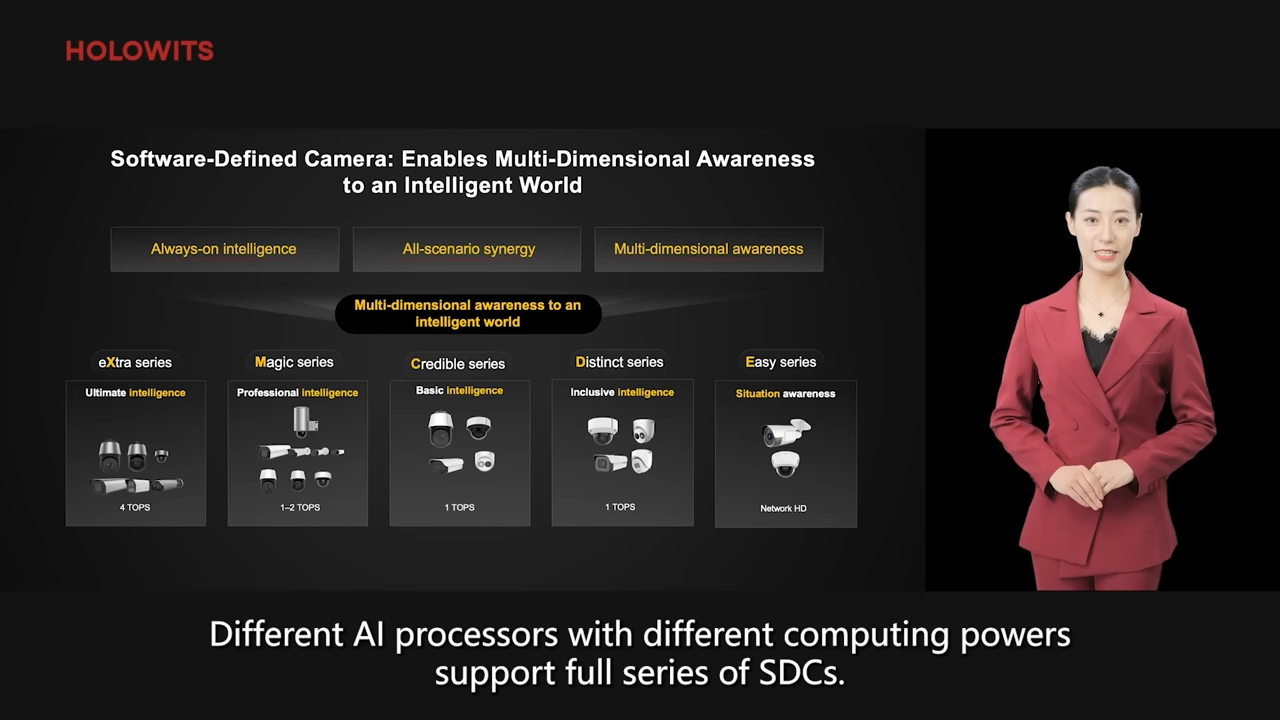 HOLOWITS
Software-Defined Camera: Enables Multi-Dimensional Awareness
to an Intelligent World
Always-on intelligence
All-scenario synergy
Multi-dimensional awareness
Multi-dimensional awareness to an
intelligent world
eXtra series
Ultimate intelligence
4 TOPS
Magic series
Professional intelligence
1–2 TOPS
Credible series
Basic intelligence
1 TOPS
Distinct series
Inclusive intelligence
1 TOPS
Easy series
Situation awareness
Network HD
Different AI processors with different computing powers
support full series of SDCs.